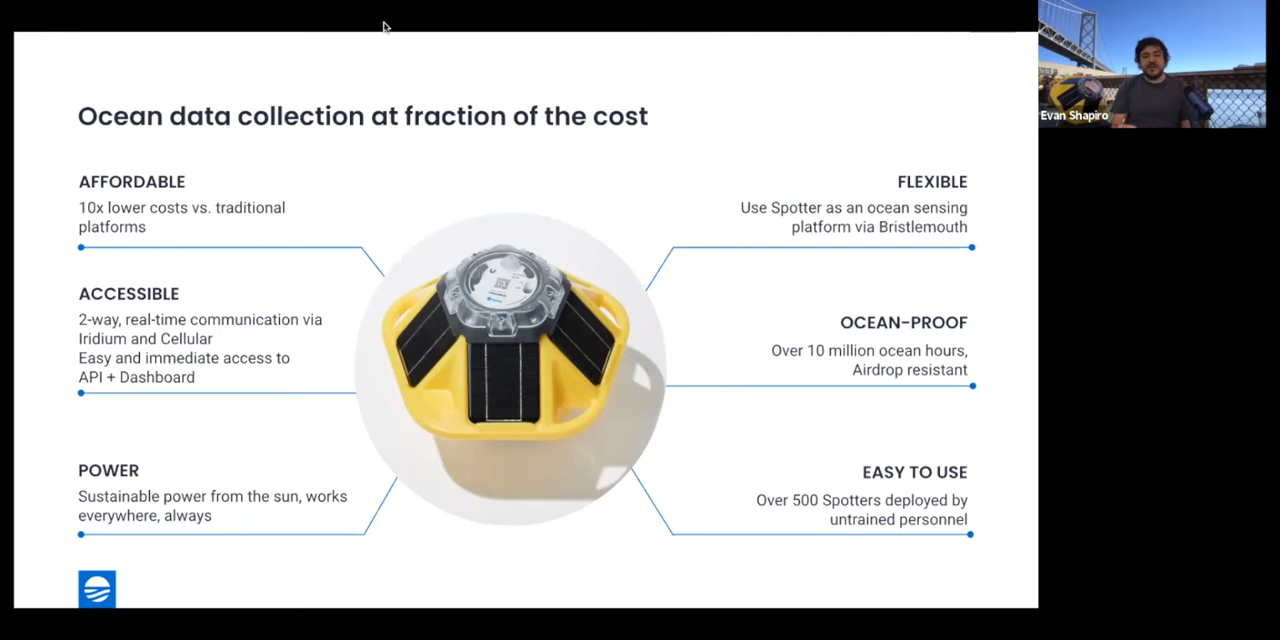 Ocean data collection at fraction of the cost
AFFORDABLE
10x lower costs vs. traditional
platforms
ACCESSIBLE
2-way, real-time communication via
Iridium and Cellular
Easy and immediate access to
API + Dashboard
POWER
Sustainable power from the sun, works
everywhere, always
FLEXIBLE
Use Spotter as an ocean sensing
platform via Bristlemouth
OCEAN-PROOF
Over 10 million ocean hours,
Airdrop resistant
EASY TO USE
Over 500 Spotters deployed by
untrained personnel
Evan Shapiro